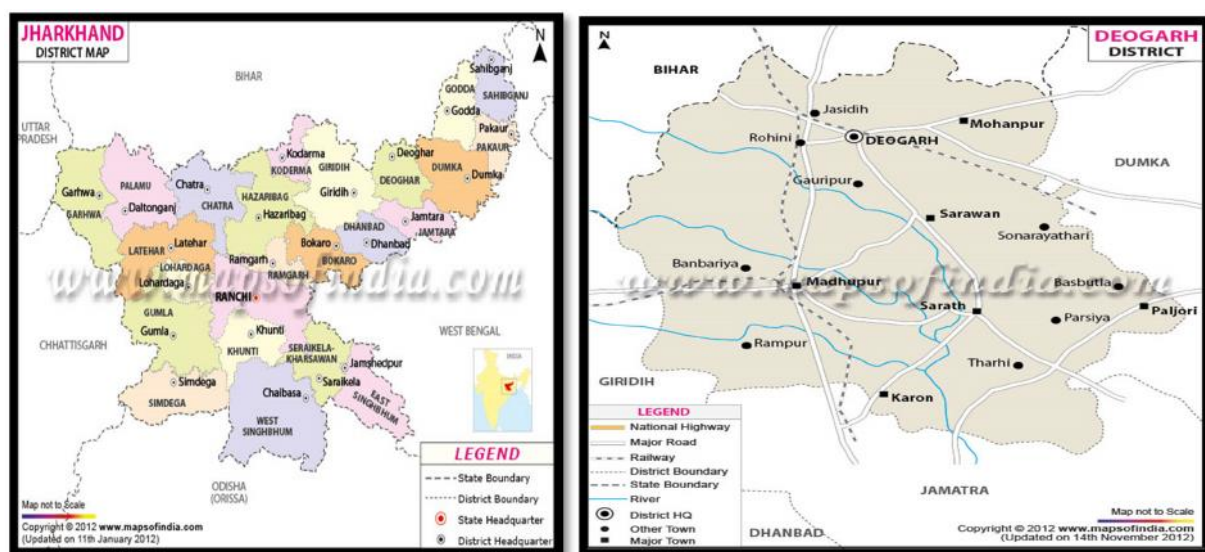 JHARKHAND
DISTRICT MAP
N
BIHAR
UTTAR
PRADESH
Sahibganj
GODDA
SAHIBGANJ
Godda
Pakaur
PAKAUR
Kodarma
KODERMA
GIRIDIH
Deoghar
DUMKA
PALAMU
Chatra
DEOGHAR
Dumka
Garhwa
HAZARIBAG
Giridih
GARHWA
Daltonganj
CHATRA
Hazaribag
DHANBAD
Jamtara
JAMTARA
Latehar
Bokaro
Dhanbad
LATEHAR
LOHARDAGA
Ramgarh
BOKARO
RAMGARH
www.mapsofindia.com
Lohardaga
RANCHI
GUMLA
Gumla
Khunti
WEST BENGAL
CHHATTISGARH
KHUNTI
SERAIKELA-
KHARSAWAN
Jamshedpur
INDIA
Simdega
Saraikela
Chaibasa
SIMDEGA
EAST
SINGHBHUM
WEST
SINGHBHUM
LEGEND
State Boundary
District Boundary
State Headquarter
District Headquarter
ODISHA
(ORISSA)
Map not to Scale
Copyright © 2012 www.mapsofindia.com
(Updated on 11th January 2012)
N
DEOGARH
DISTRICT
BIHAR
Jasidih
Mohanpur
Rohini
DEOGARH
DUMKA
Gauripur
Sarawan
Sonarayathari
Banbariya
www.mapsofindia.com
Madhupur
Basbutla
Sarath
Paljori
Parsiya
Rampur
Tharhi
GIRIDIH
Karon
LEGEND
National Highway
Major Road
Railway
District Boundary
State Boundary
River
District HQ
Other Town
Major Town
JAMATRA
DHANBAD
Map not to Scale
Copyright © 2012 www.mapsofindia.com
(Updated on 14th November 2012)